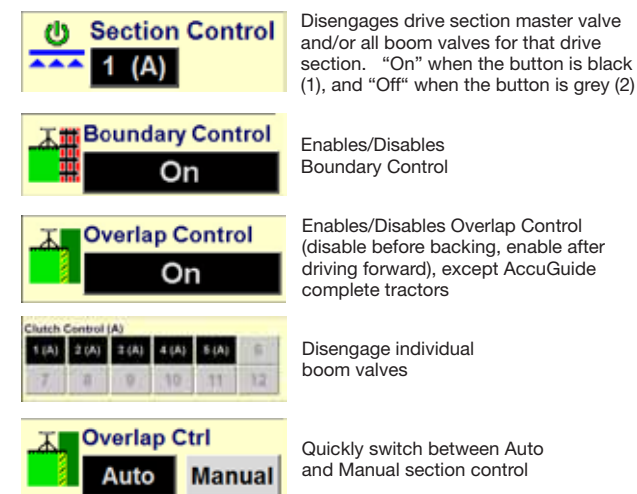 Section Control
1 (A)
Disengages drive section master valve
and/or all boom valves for that drive
section. “On” when the button is black
(1), and “Off“ when the button is grey (2)
Boundary Control
On
Enables/Disables
Boundary Control
Overlap Control
On
Enables/Disables Overlap Control
(disable before backing, enable after
driving forward), except AccuGuide
complete tractors
Clutch Control (A)
1 (A) 2 (A) 3 (A) 4 (A) 5 (A) 6
7 8 9 10 11 12
Disengage individual
boom valves
Overlap Ctrl
Auto Manual
Quickly switch between Auto
and Manual section control